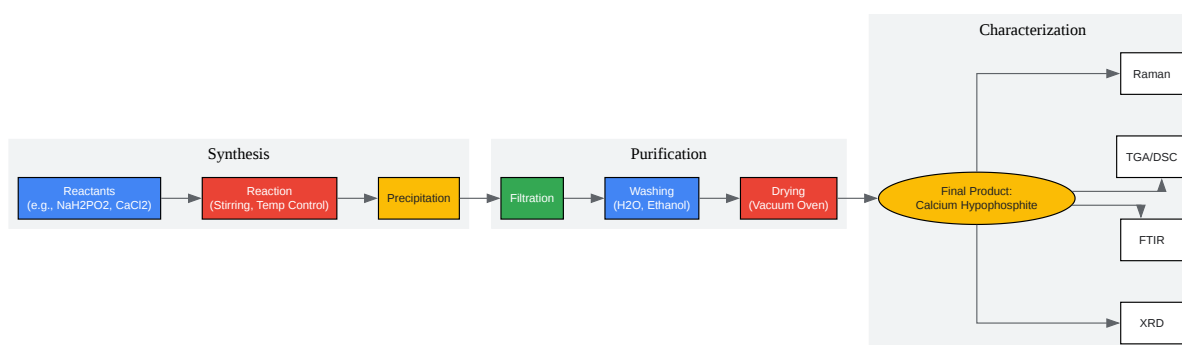 Synthesis
Reactants
(e.g., NaH2PO2, CaCl2)
Reaction
(Stirring, Temp Control)
Precipitation
Purification
Filtration
Washing
(H2O, Ethanol)
Drying
(Vacuum Oven)
Characterization
Final Product:
Calcium Hypophosphite
Raman
TGA/DSC
FTIR
XRD